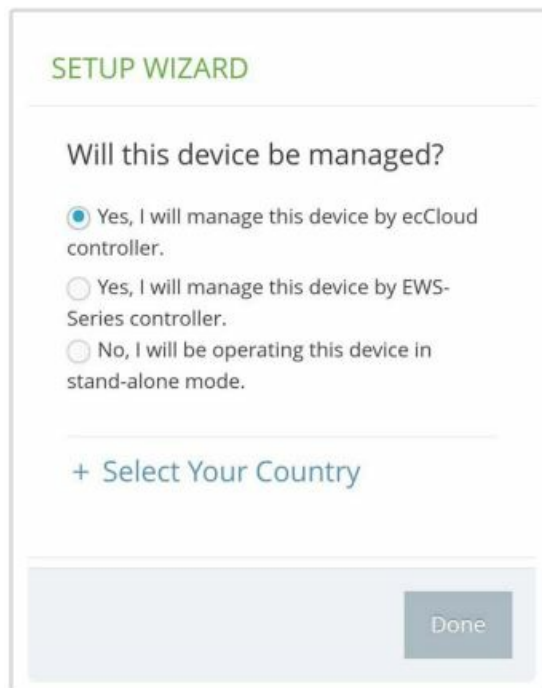 SETUP WIZARD
Will this device be managed?
Yes, I will manage this device by ecCloud
controller.
Yes, I will manage this device by EWS-
Series controller.
No, I will be operating this device in
stand-alone mode.
+ Select Your Country
Done